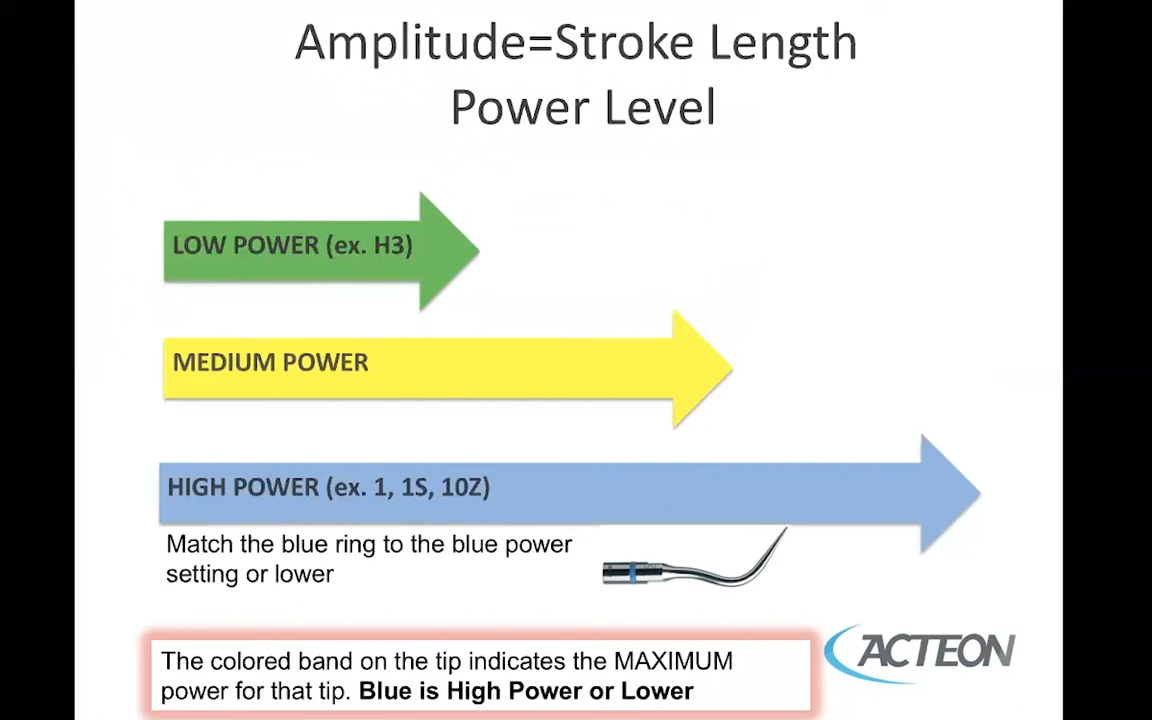 Amplitude=Stroke Length
Power Level
LOW POWER (ex. H3)
MEDIUM POWER
HIGH POWER (ex. 1, 1S, 10Z)
Match the blue ring to the blue power
setting or lower
The colored band on the tip indicates the MAXIMUM
power for that tip. Blue is High Power or Lower
ACTEON